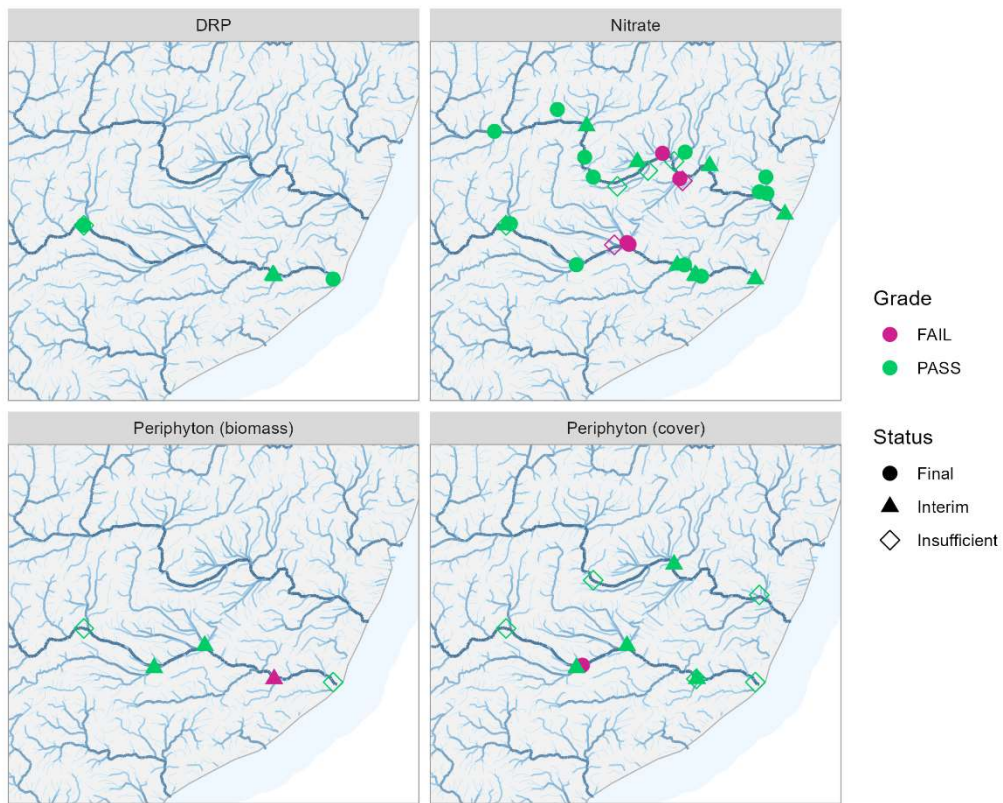 DRP
Nitrate
Periphyton (biomass)
Periphyton (cover)
Grade
FAIL
PASS
Status
Final
Interim
Insufficient